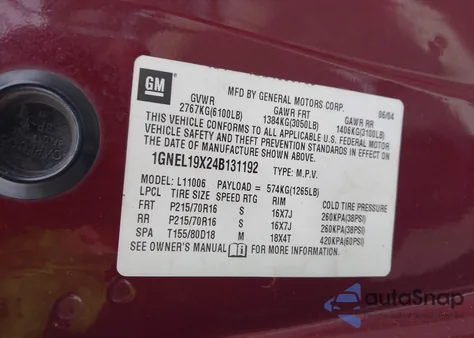 GM
MFD BY GENERAL MOTORS CORP. 06/04
GVWR GAWR FRT GAWR RR
2767KG(6100LB) 1384KG(3050LB) 1406KG(3100LB)
THIS VEHICLE CONFORMS TO ALL APPLICABLE U.S. FEDERAL MOTOR
VEHICLE SAFETY AND THEFT PREVENTION STANDARDS IN EFFECT ON
THE DATE OF MANUFACTURE SHOWN ABOVE.
1GNEL19X24B131192 TYPE: M.P.V.
MODEL: L11006 PAYLOAD = 574KG(1265LB)
LPCL TIRE SIZE SPEED RTG RIM COLD TIRE PRESSURE
FRT P215/70R16 S 16X7J 260KPA(38PSI)
RR P215/70R16 S 16X7J 260KPA(38PSI)
SPA T155/80D18 M 18X4T 420KPA(60PSI)
SEE OWNER'S MANUAL FOR MORE INFORMATION.
autoSnap